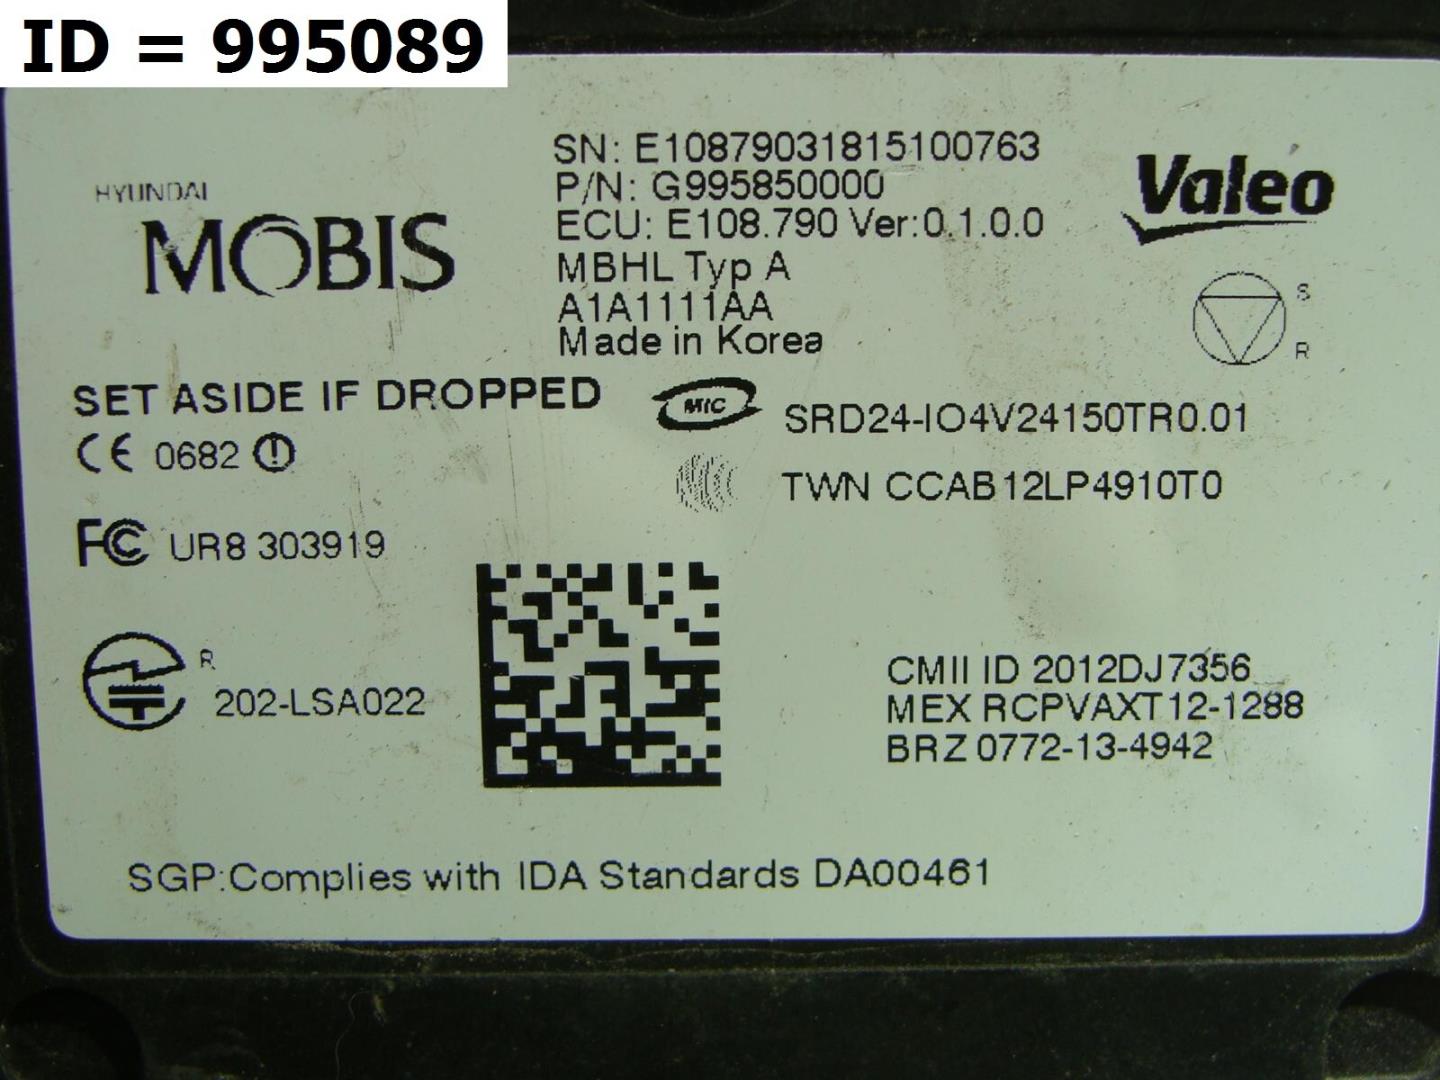 ID = 995089
SN: E10879031815100763
P/N: G995850000
ECU: E108.790 Ver:0.1.0.0
MBHL Typ A
A1A1111AA
Made in Korea
HYUNDAI
MOBIS
Valeo
S
R
SET ASIDE IF DROPPED
MIC
SRD24-IO4V24150TR0.01
CE 0682
TWN CCAB12LP4910T0
FC UR8 303919
R
202-LSA022
CMII ID 2012DJ7356
MEX RCPVAXT12-1288
BRZ 0772-13-4942
SGP:Complies with IDA Standards DA00461